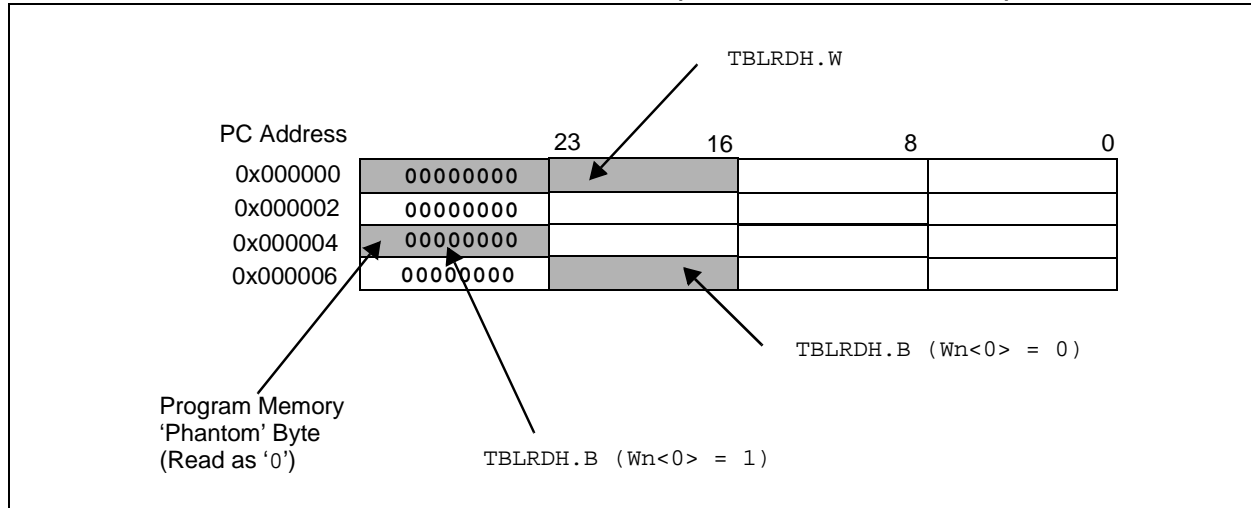 TBLRDH.W
PC Address
23 16 8 0
0x000000 00000000
0x000002 00000000
0x000004 00000000
0x000006 00000000
TBLRDH.B (Wn<0> = 0)
Program Memory
‘Phantom’ Byte
(Read as ‘0’)
TBLRDH.B (Wn<0> = 1)